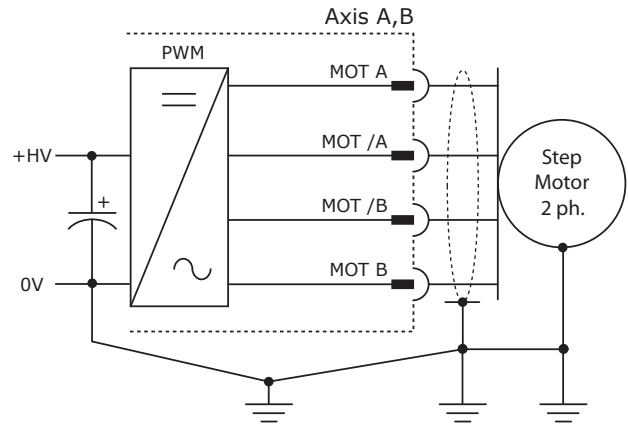 Axis A,B
PWM
MOT A
MOT /A
+HV
+
MOT /B
MOT B
0V
Step
Motor
2 ph.